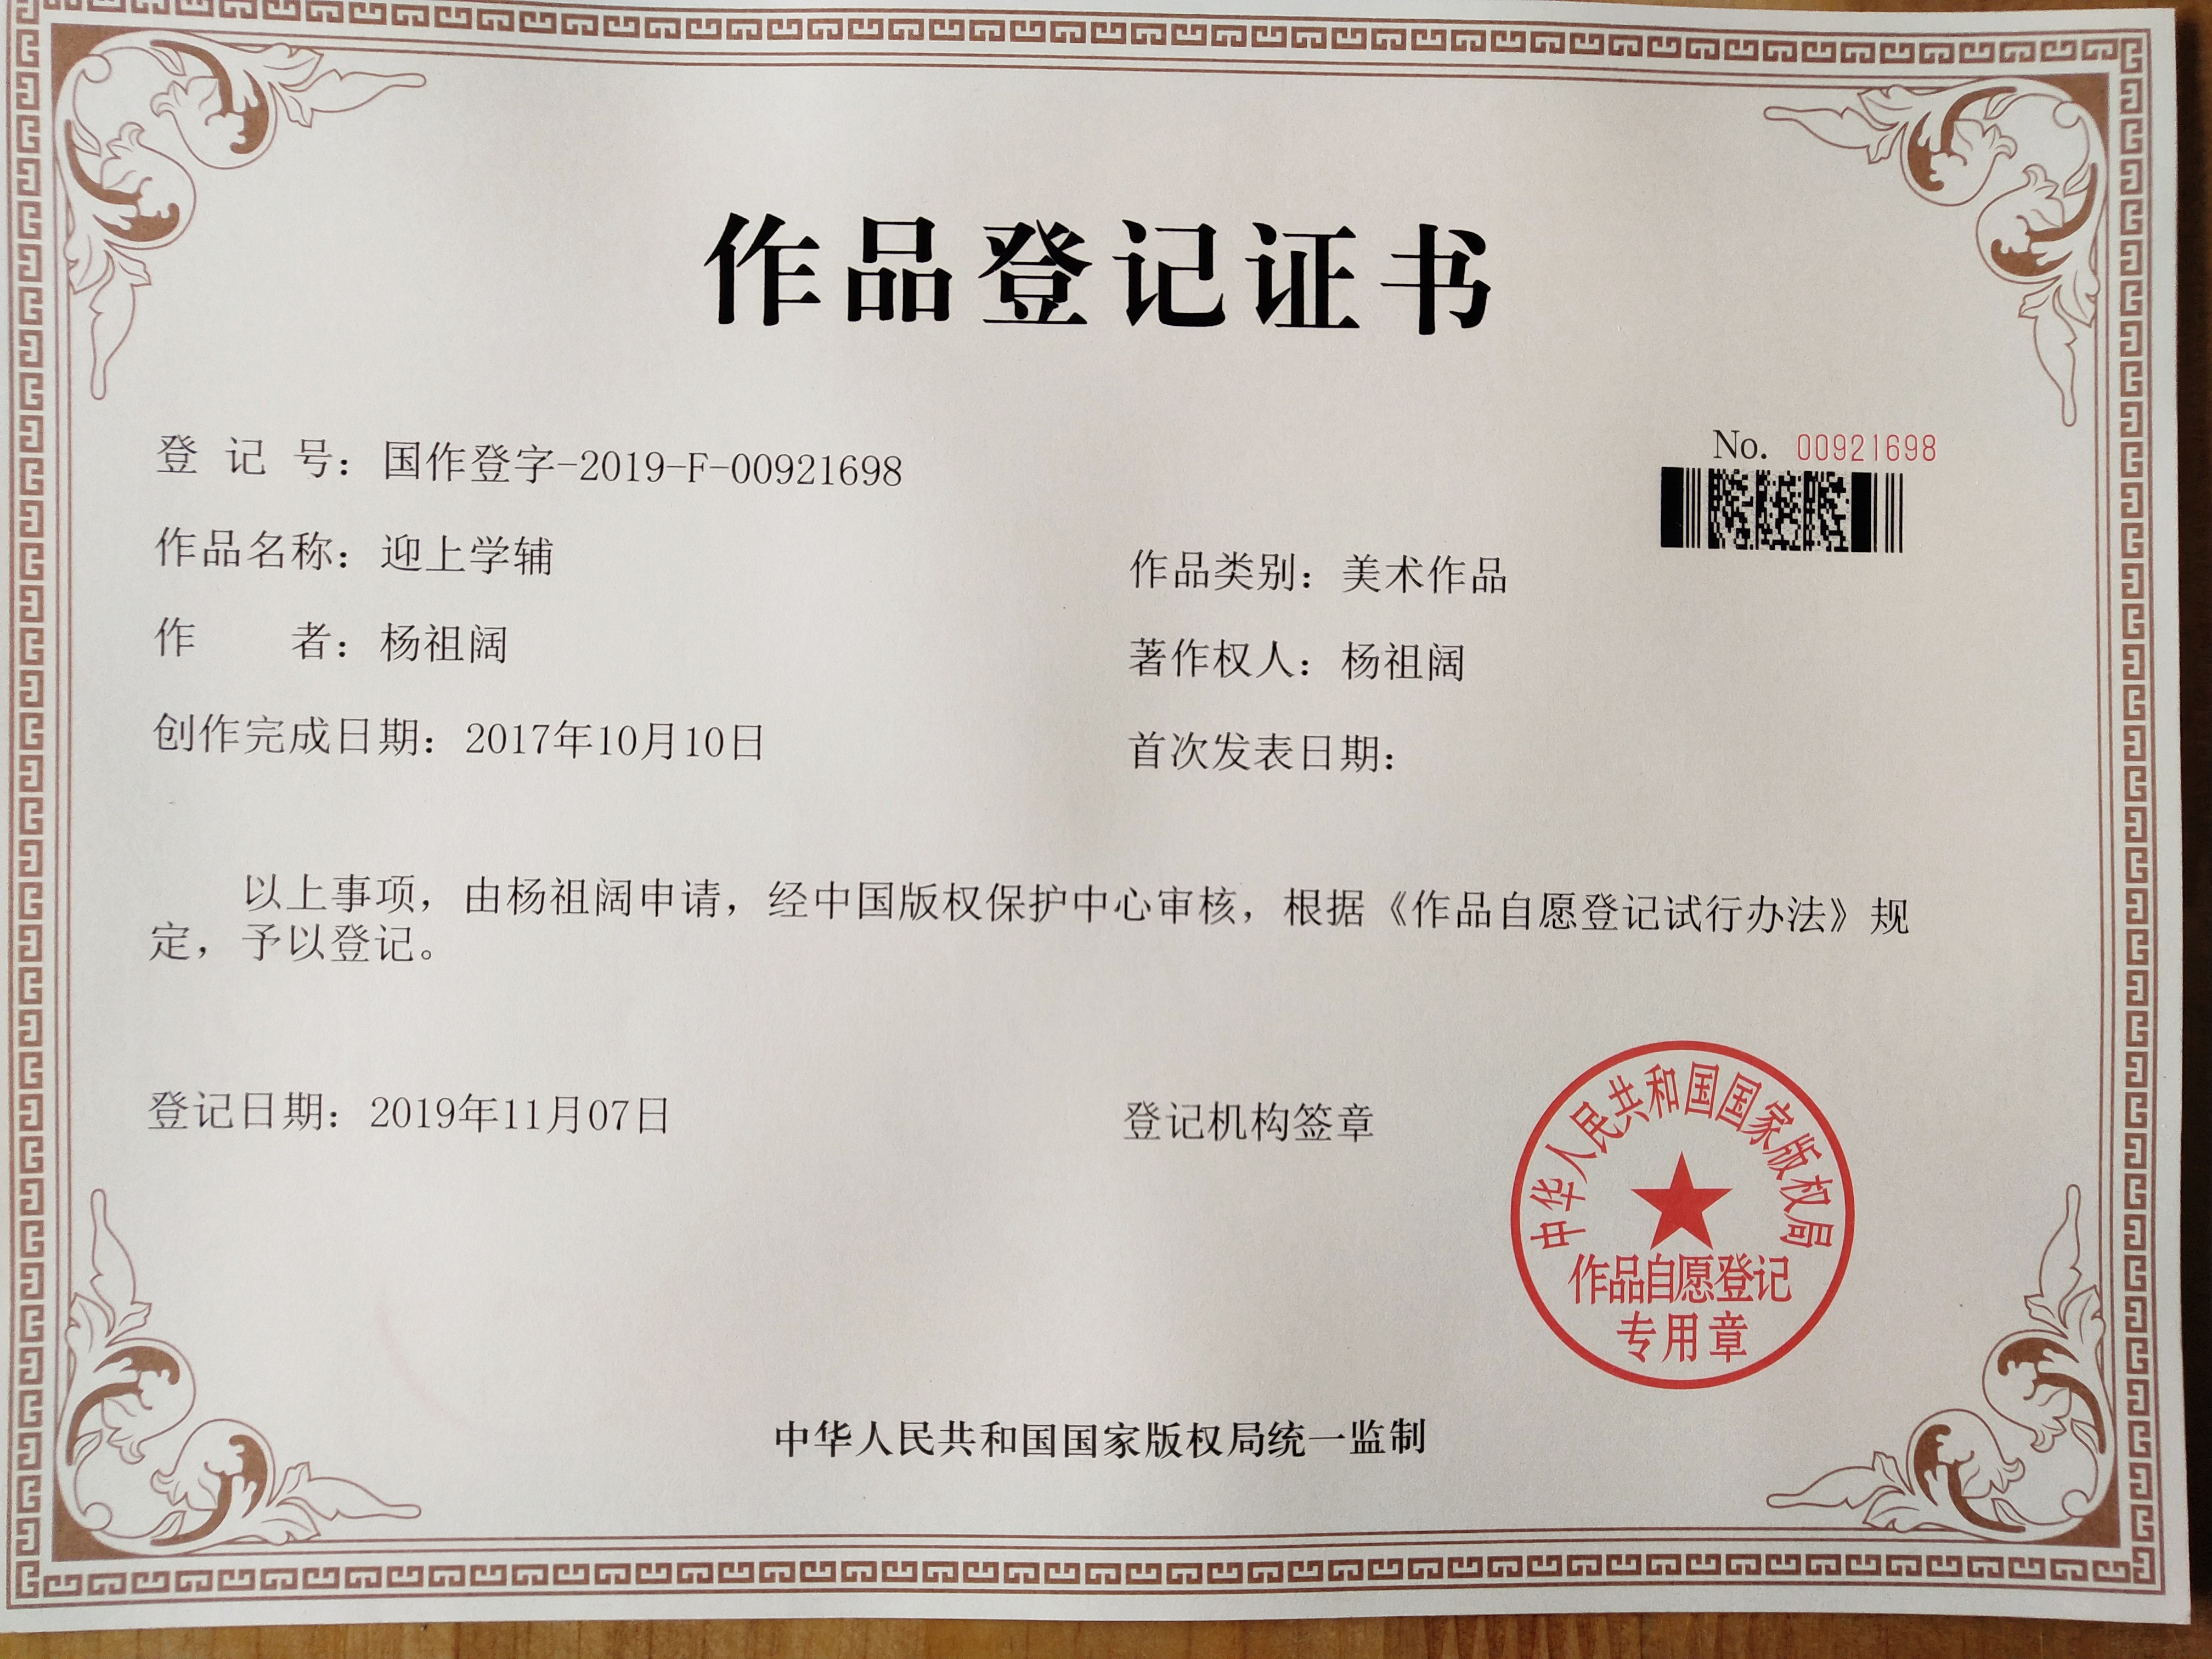 作品登记证书
No. 00921698
登 记 号：国作登字-2019-F-00921698
作品名称：迎上学辅
作品类别：美术作品
作 者：杨祖阔
著作权人：杨祖阔
创作完成日期：2017年10月10日
首次发表日期：
以上事项，由杨祖阔申请，经中国版权保护中心审核，根据《作品自愿登记试行办法》规
定，予以登记。
登记日期：2019年11月07日
登记机构签章
中华人民共和国国家版权局
作品自愿登记
专用章
中华人民共和国国家版权局统一监制